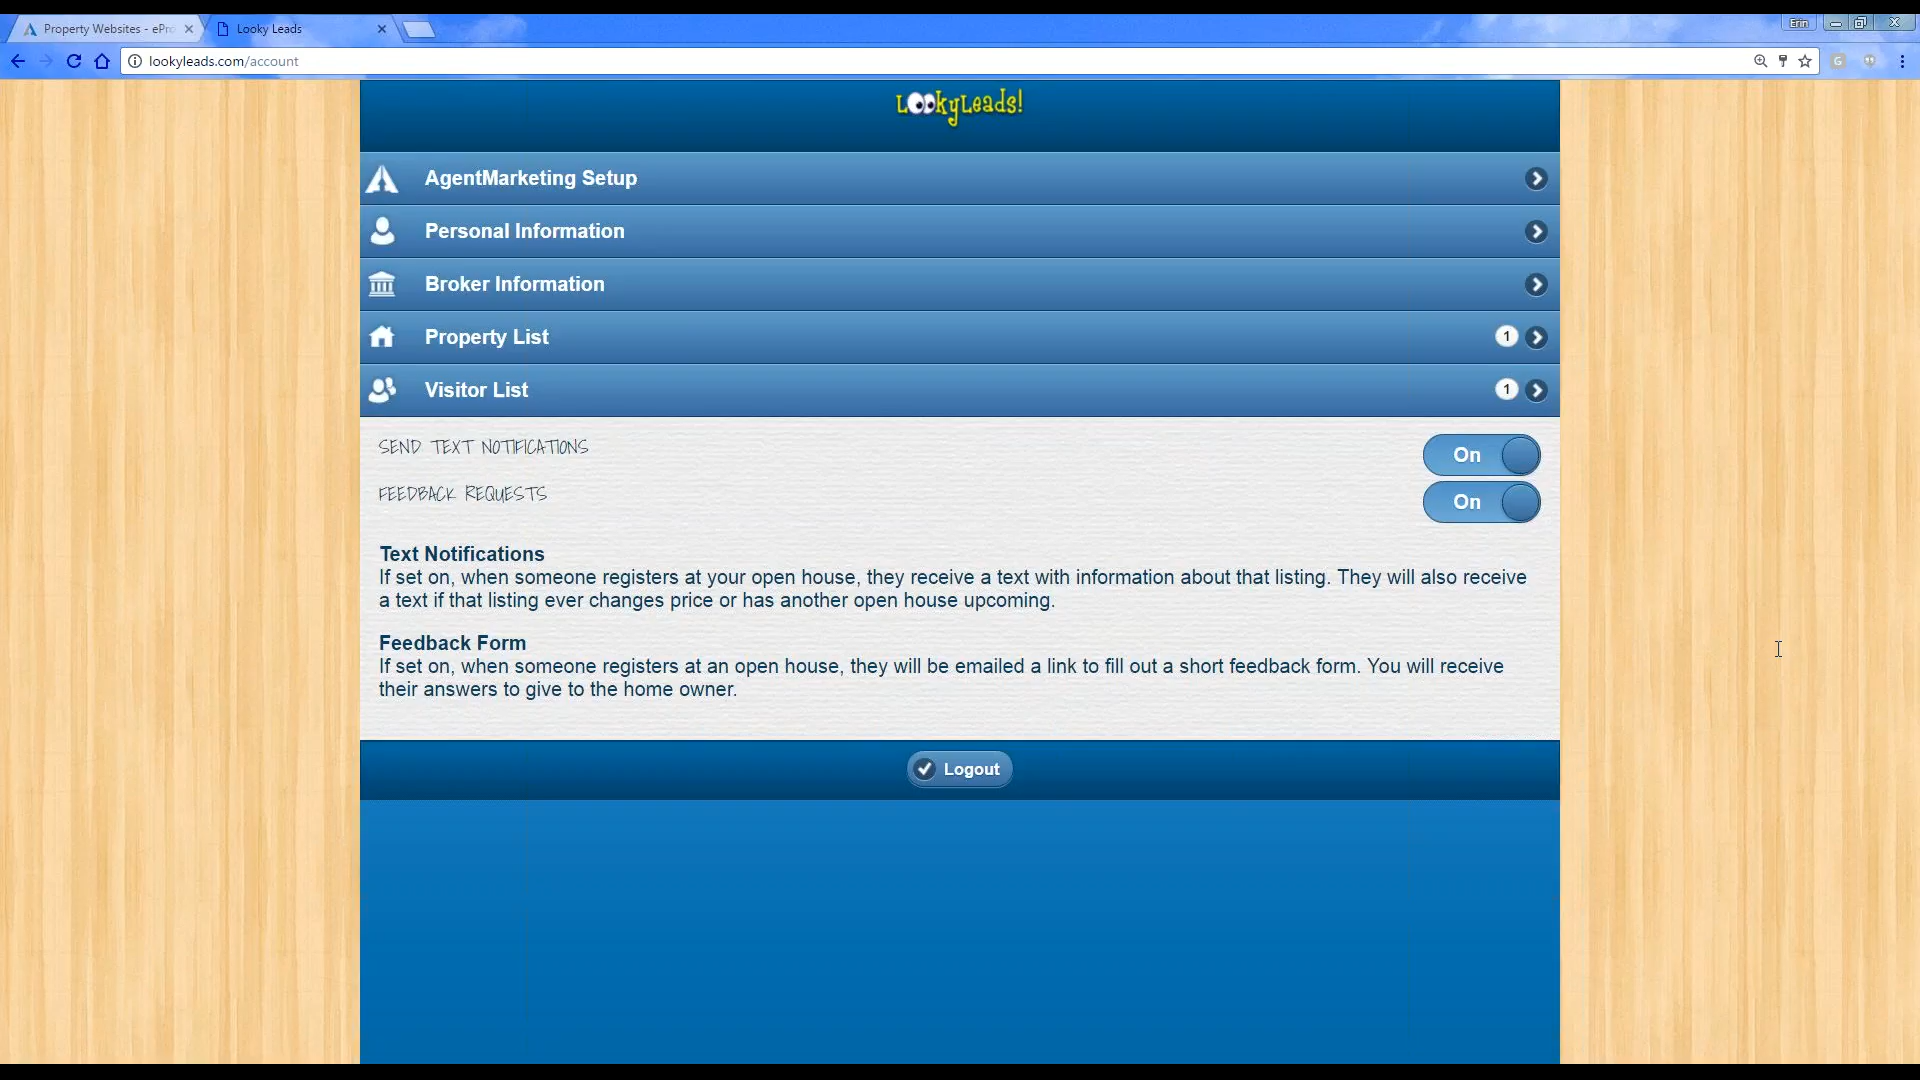 Property Websites - ePro
Looky Leads
Erin
lookyleads.com/account
LookyLeads!
AgentMarketing Setup
Personal Information
Broker Information
Property List 1
Visitor List 1
SEND TEXT NOTIFICATIONS On
FEEDBACK REQUESTS On
Text Notifications
If set on, when someone registers at your open house, they receive a text with information about that listing. They will also receive
a text if that listing ever changes price or has another open house upcoming.
Feedback Form
If set on, when someone registers at an open house, they will be emailed a link to fill out a short feedback form. You will receive
their answers to give to the home owner.
Logout